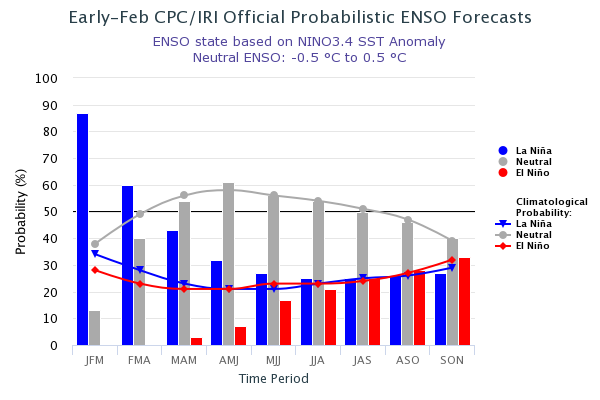 Early-Feb CPC/IRI Official Probabilistic ENSO Forecasts
ENSO state based on NINO3.4 SST Anomaly
Neutral ENSO: -0.5 °C to 0.5 °C
Probability (%)
100
90
80
70
60
50
40
30
20
10
0
JFM FMA MAM AMJ MJJ JJA JAS ASO SON
Time Period
La Niña
Neutral
El Niño
Climatological
Probability:
La Niña
Neutral
El Niño